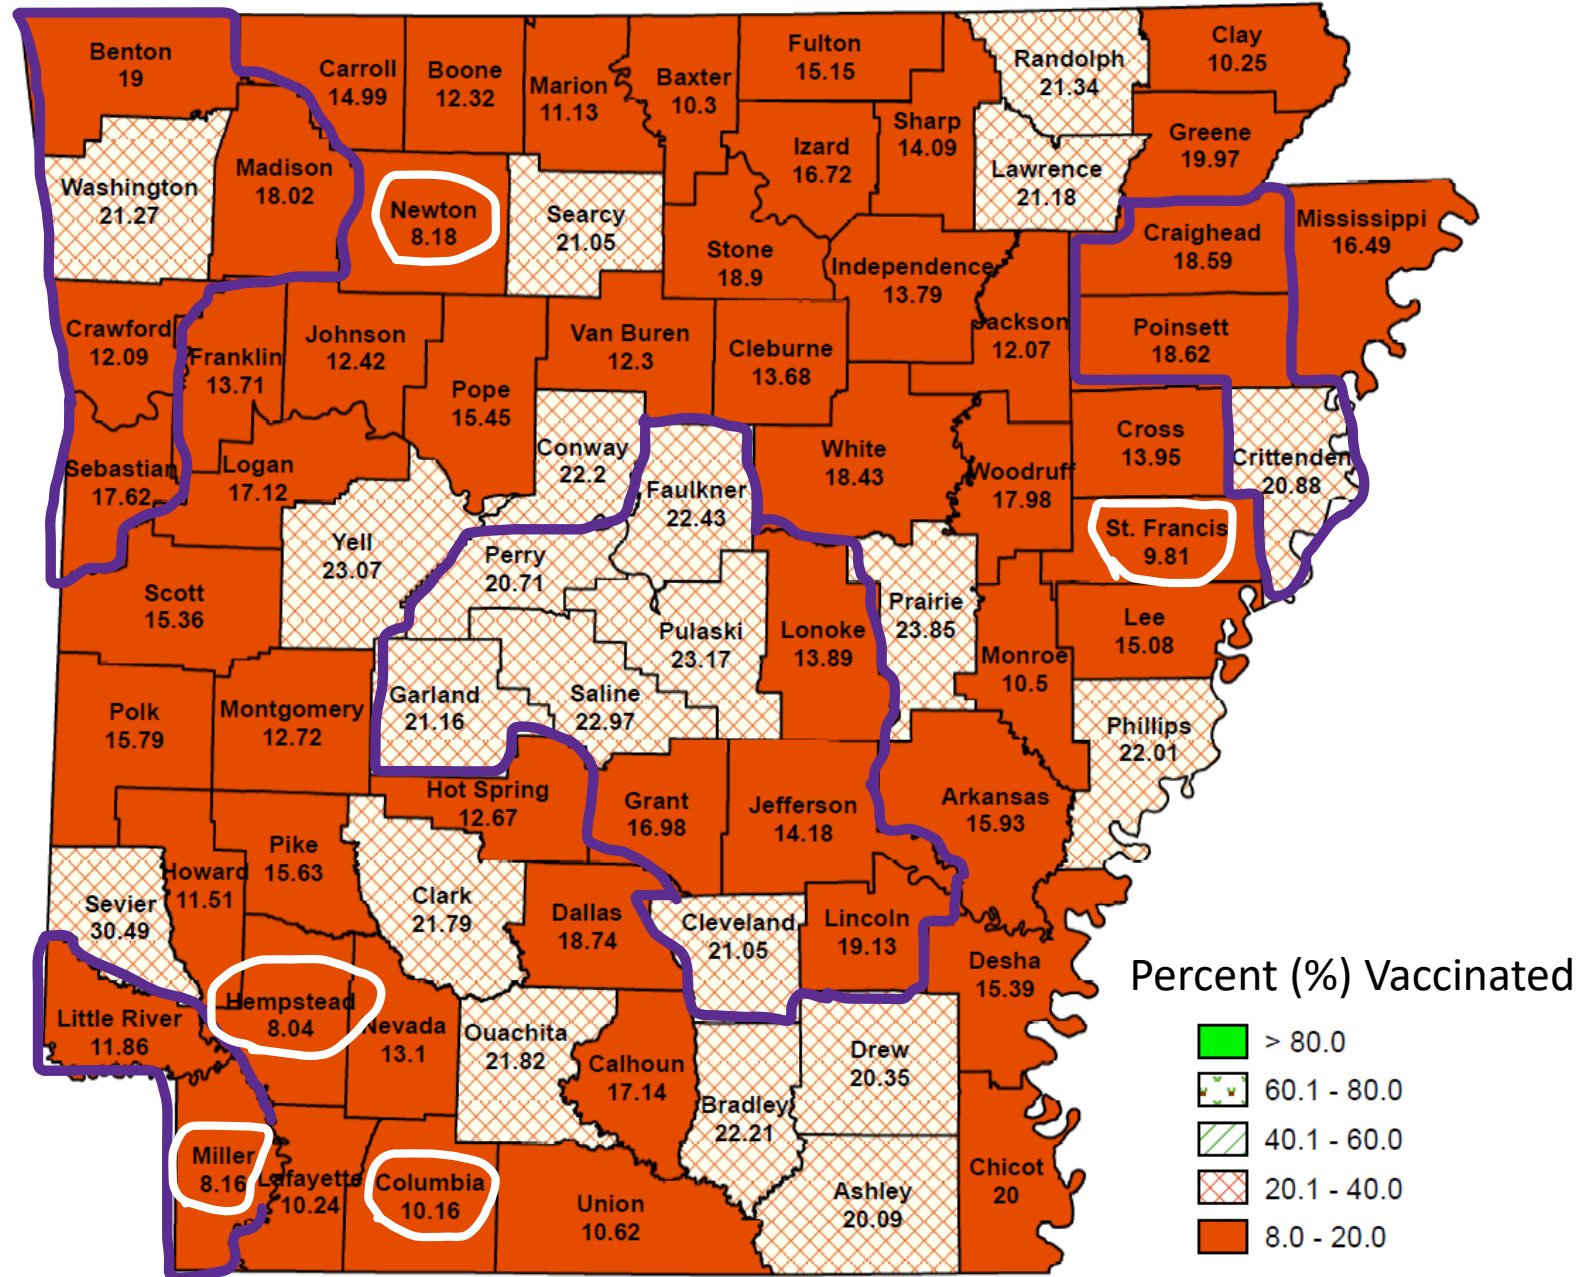 Benton
19
Carroll
14.99
Boone
12.32
Marion
11.13
Baxter
10.3
Fulton
15.15
Randolph
21.34
Clay
10.25
Sharp
14.09
Greene
19.97
Izard
16.72
Lawrence
21.18
Washington
21.27
Madison
18.02
Newton
8.18
Searcy
21.05
Stone
18.9
Independence
13.79
Craighead
18.59
Mississippi
16.49
Crawford
12.09
Franklin
13.71
Johnson
12.42
Van Buren
12.3
Cleburne
13.68
Jackson
12.07
Poinsett
18.62
Pope
15.45
Conway
22.2
White
18.43
Cross
13.95
Sebastian
17.62
Logan
17.12
Faulkner
22.43
Woodruff
17.98
Crittenden
20.88
Yell
23.07
Perry
20.71
St. Francis
9.81
Scott
15.36
Pulaski
23.17
Lonoke
13.89
Prairie
23.85
Lee
15.08
Monroe
10.5
Polk
15.79
Montgomery
12.72
Garland
21.16
Saline
22.97
Phillips
22.01
Hot Spring
12.67
Grant
16.98
Jefferson
14.18
Arkansas
15.93
Pike
15.63
Howard
11.51
Sevier
30.49
Clark
21.79
Dallas
18.74
Cleveland
21.05
Lincoln
19.13
Desha
15.39
Percent (%) Vaccinated
Little River
11.86
Hempstead
8.04
Nevada
13.1
Ouachita
21.82
Calhoun
17.14
Drew
20.35
> 80.0
60.1 - 80.0
40.1 - 60.0
20.1 - 40.0
8.0 - 20.0
Bradley
22.21
Miller
8.16
Lafayette
10.24
Columbia
10.16
Union
10.62
Ashley
20.09
Chicot
20